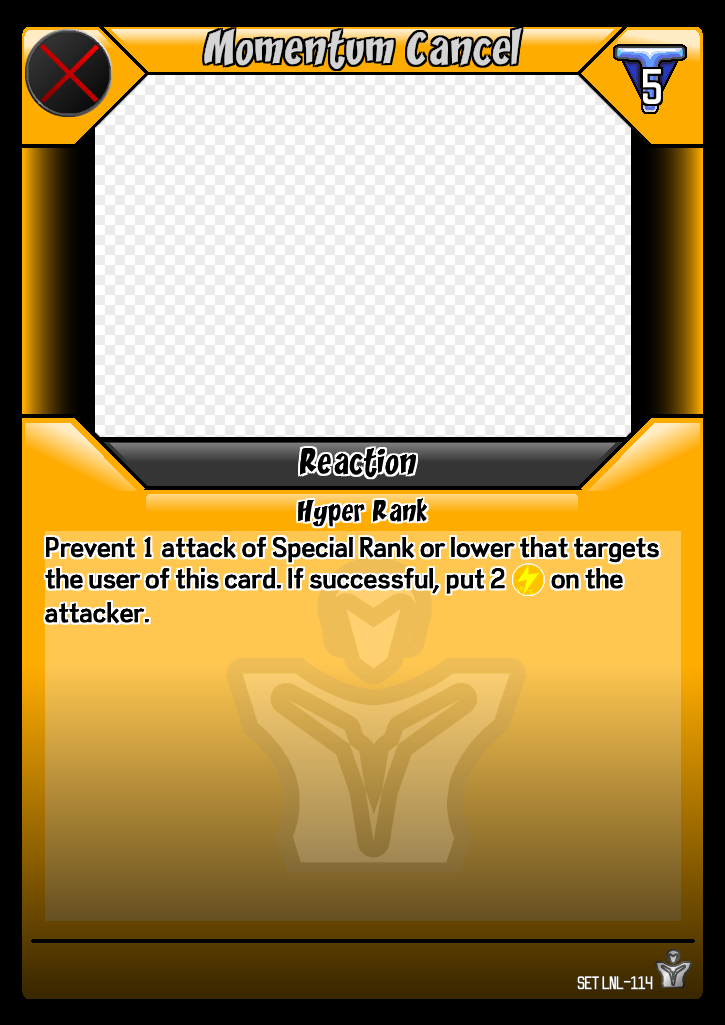 Momentum Cancel
5
Reaction
Hyper Rank
Prevent 1 attack of Special Rank or lower that targets
the user of this card. If successful, put 2 on the
attacker.
SET LNL-114